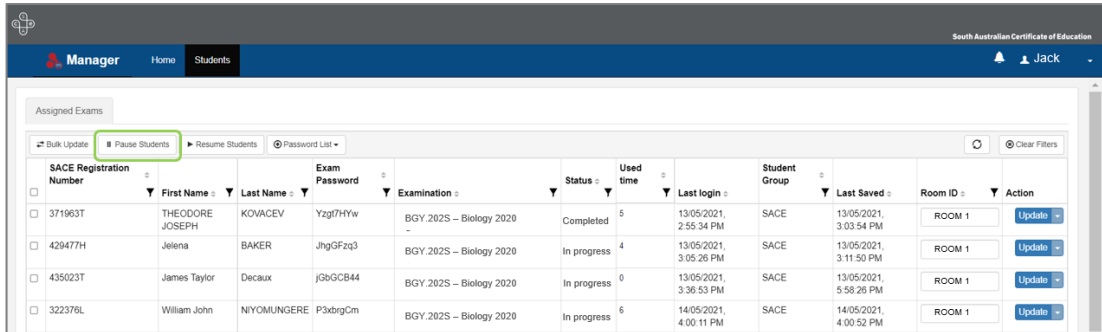 South Australian Certificate of Education
Manager Home Students Jack
Assigned Exams
Bulk Update Pause Students Resume Students Password List Clear Filters
SACE Registration Number First Name Last Name Exam Password Examination Status Used time Last login Student Group Last Saved Room ID Action
371963T THEODORE JOSEPH KOVACEV Yzgt7HYw BGY.202S – Biology 2020 – Completed 5 13/05/2021, 2:55:34 PM SACE 13/05/2021, 3:03:54 PM ROOM 1 Update
429477H Jelena BAKER JhgGFzq3 BGY.202S – Biology 2020 In progress 4 13/05/2021, 3:05:26 PM SACE 13/05/2021, 3:11:50 PM ROOM 1 Update
435023T James Taylor Decaux jGbGCB44 BGY.202S – Biology 2020 In progress 0 13/05/2021, 3:36:53 PM SACE 13/05/2021, 5:58:26 PM ROOM 1 Update
322376L William John NIYOMUNGERE P3xbrgCm BGY.202S – Biology 2020 In progress 6 14/05/2021, 4:00:11 PM SACE 14/05/2021, 4:00:52 PM ROOM 1 Update